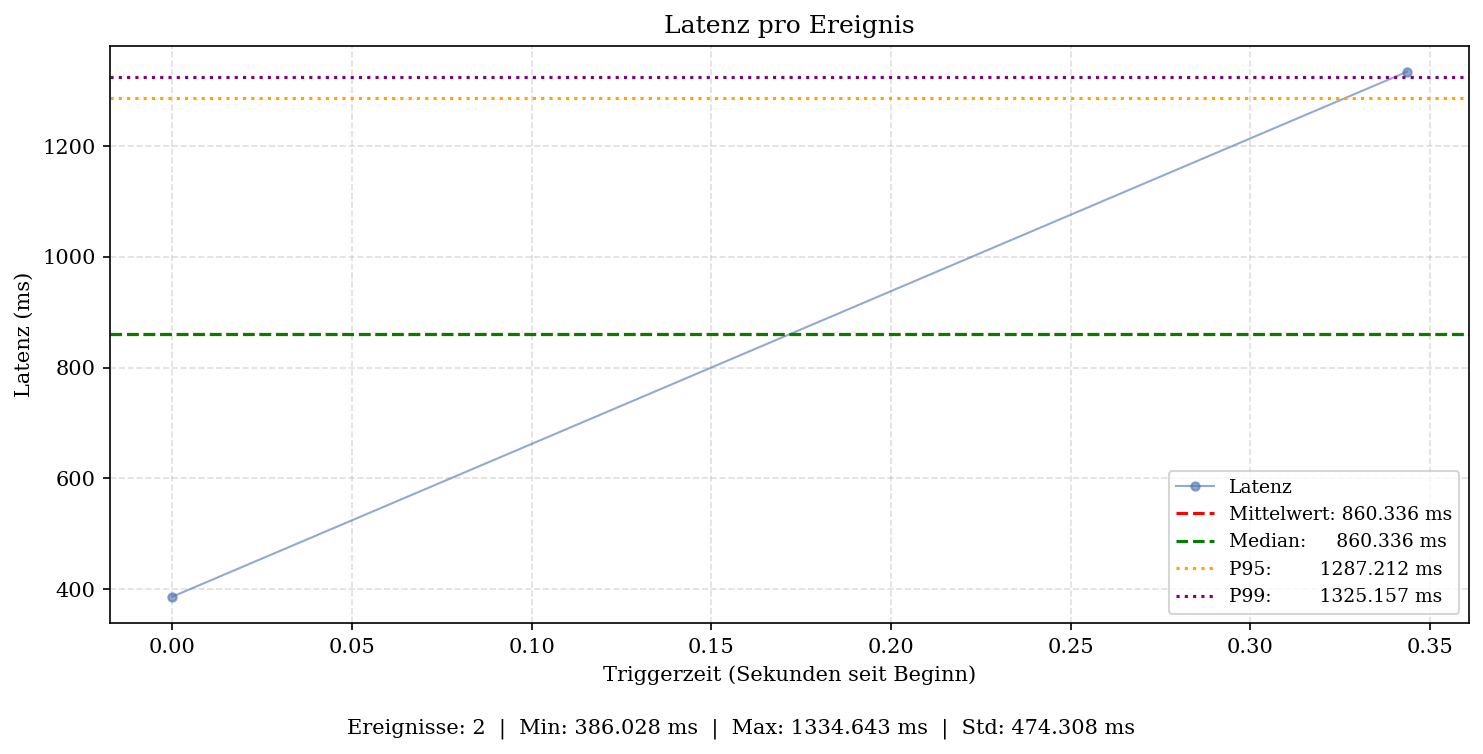 Latenz pro Ereignis
1200
1000
800
600
400
Latenz (ms)
Latenz
Mittelwert: 860.336 ms
Median: 860.336 ms
P95: 1287.212 ms
P99: 1325.157 ms
0.00 0.05 0.10 0.15 0.20 0.25 0.30 0.35
Triggerzeit (Sekunden seit Beginn)
Ereignisse: 2 | Min: 386.028 ms | Max: 1334.643 ms | Std: 474.308 ms